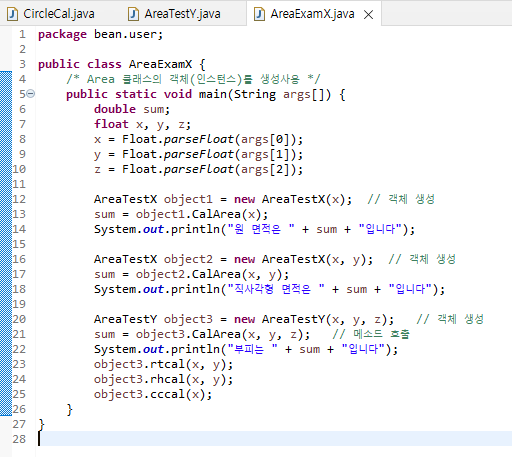 CircleCal.java AreaTestY.java AreaExamX.java
1 package bean.user;
2
3 public class AreaExamX {
4 /* Area 클래스의 객체(인스턴스)를 생성사용 */
5 public static void main(String args[]) {
6 double sum;
7 float x, y, z;
8 x = Float.parseFloat(args[0]);
9 y = Float.parseFloat(args[1]);
10 z = Float.parseFloat(args[2]);
11
12 AreaTestX object1 = new AreaTestX(x); // 객체 생성
13 sum = object1.CalArea(x);
14 System.out.println("원 면적은 " + sum + "입니다");
15
16 AreaTestX object2 = new AreaTestX(x, y); // 객체 생성
17 sum = object2.CalArea(x, y);
18 System.out.println("직사각형 면적은 " + sum + "입니다");
19
20 AreaTestY object3 = new AreaTestY(x, y, z); // 객체 생성
21 sum = object3.CalArea(x, y, z); // 메소드 호출
22 System.out.println("부피는 " + sum + "입니다");
23 object3.rtcal(x, y);
24 object3.rhcal(x, y);
25 object3.cccal(x);
26 }
27 }
28